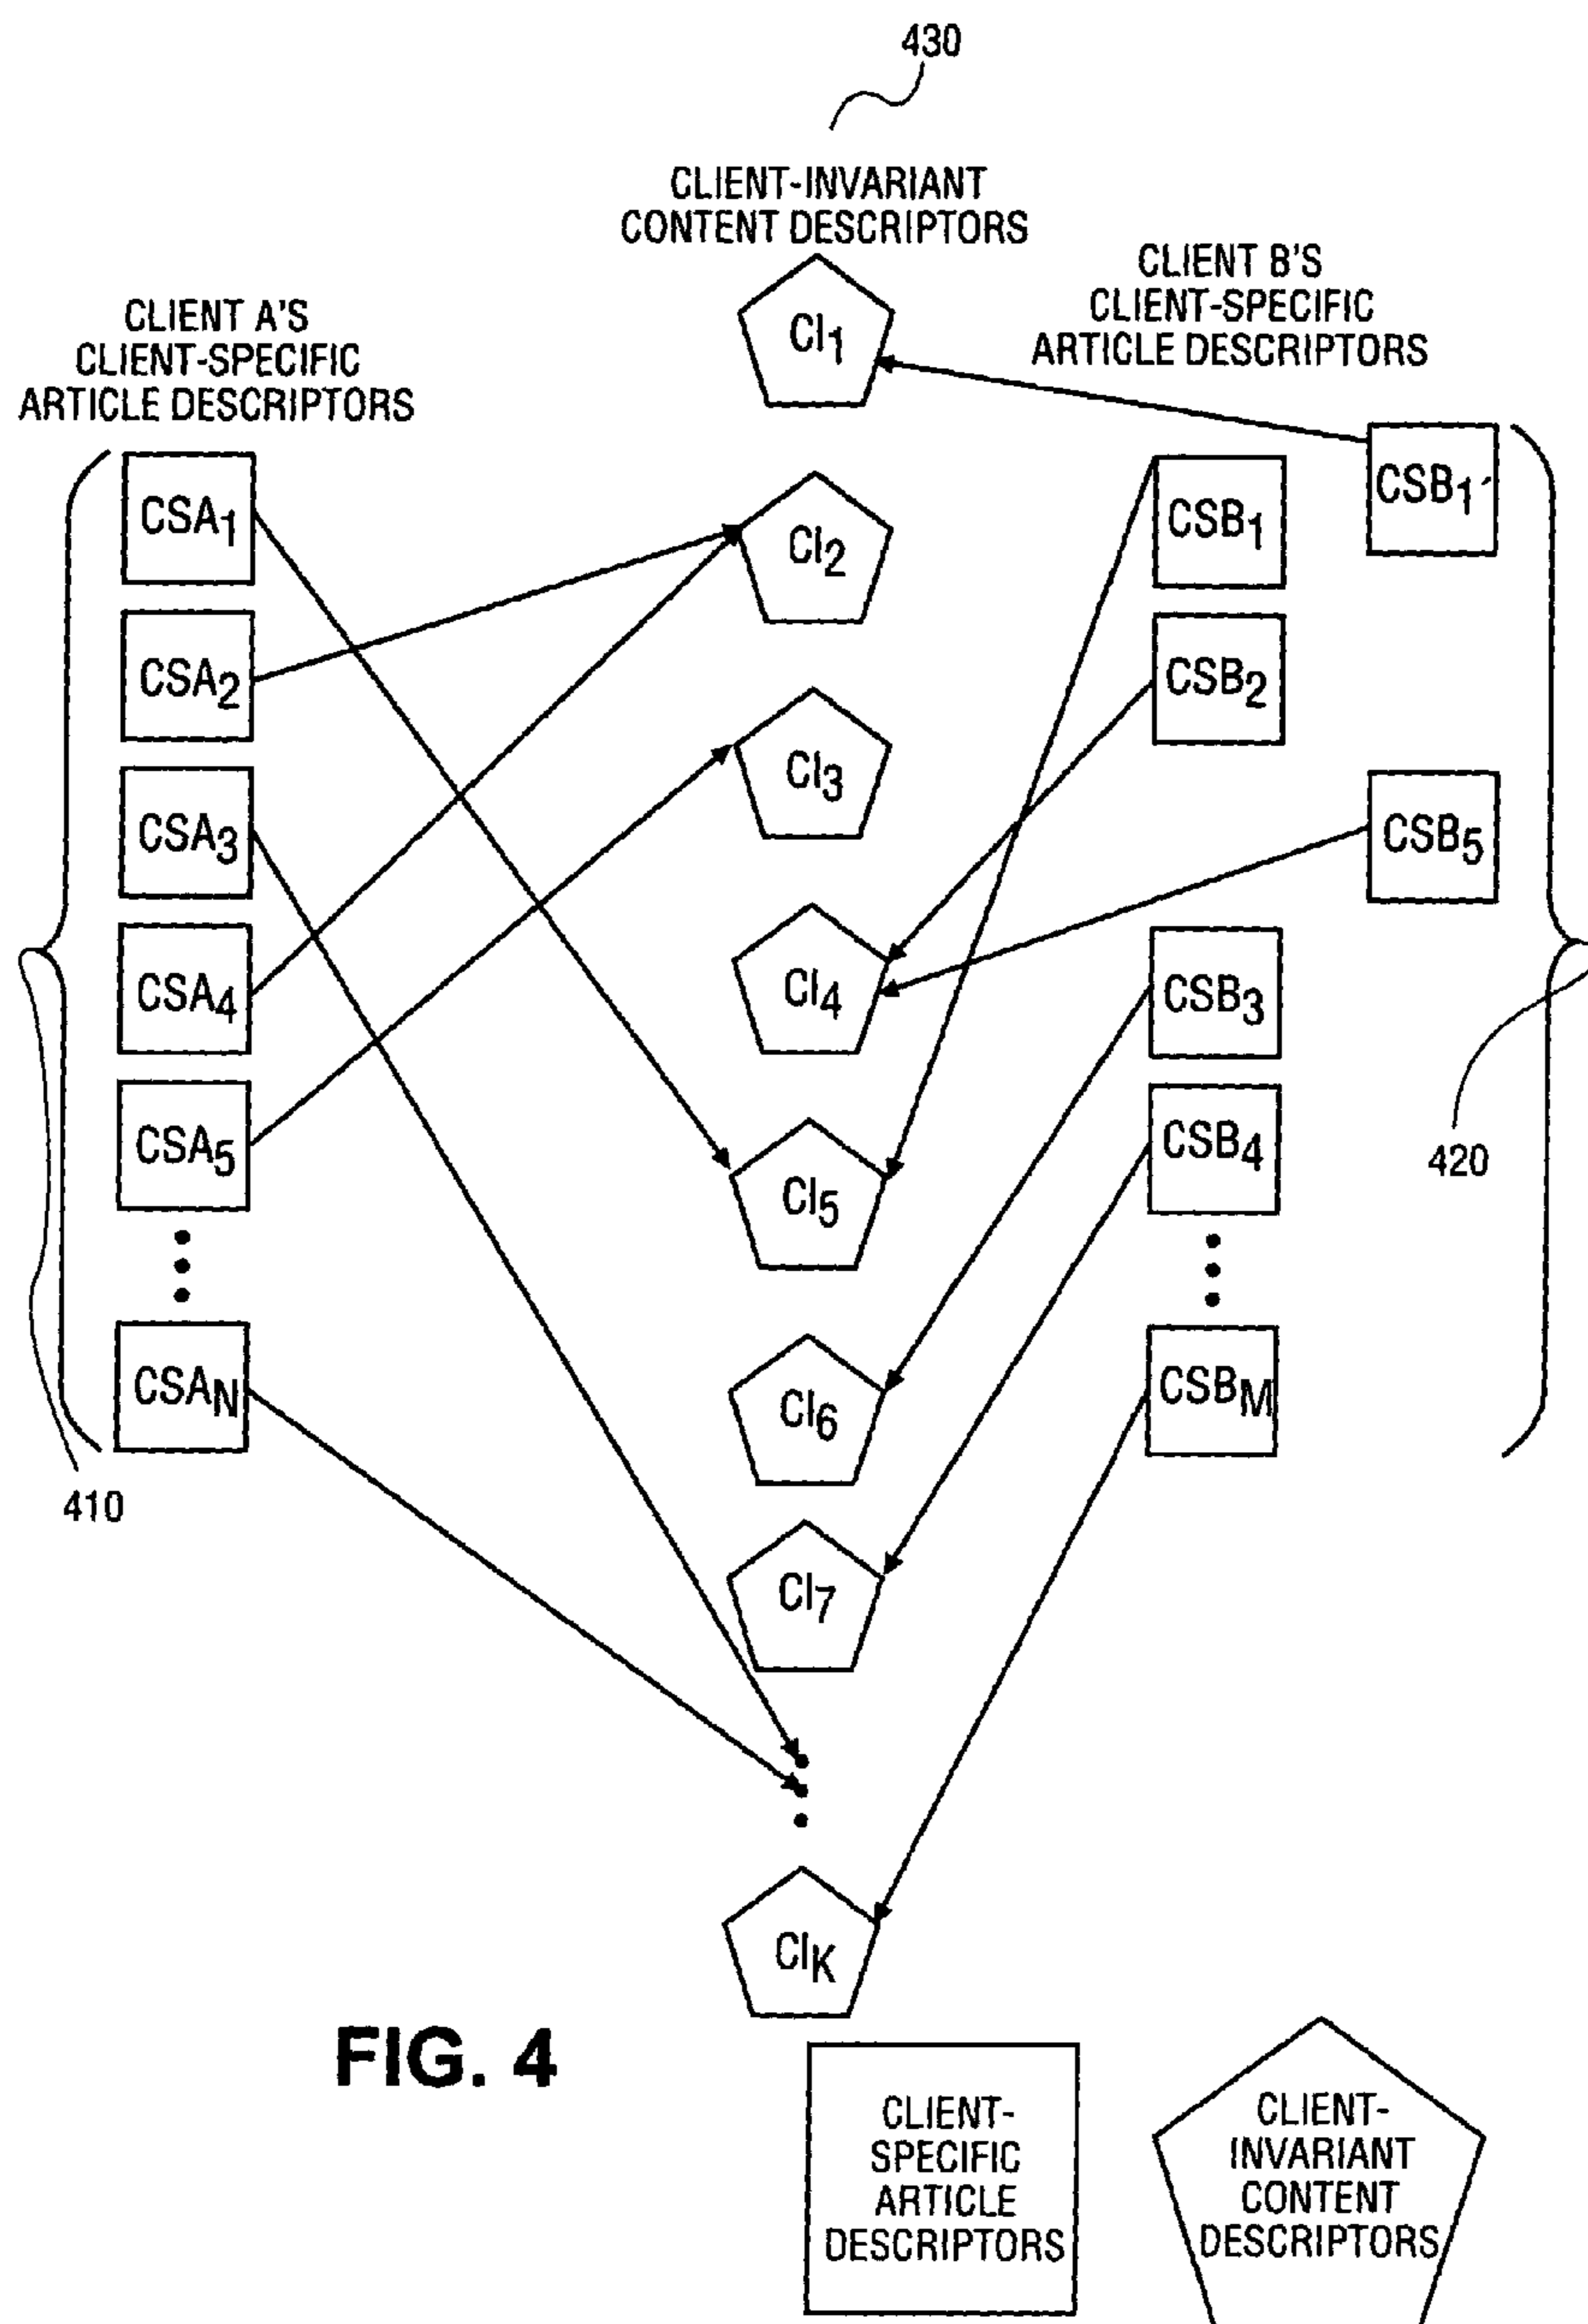 430
CLIENT-INVARIANT
CONTENT DESCRIPTORS
CLIENT B'S
CLIENT-SPECIFIC
ARTICLE DESCRIPTORS
CLIENT A'S
CLIENT-SPECIFIC
ARTICLE DESCRIPTORS
CI1
CSA1
CSB1
CSB1'
CI2
CSA2
CSB2
CI3
CSA3
CSB5
CSA4
CI4
CSB3
CSA5
CI5
CSB4
420
CSAN
CI6
CSBM
410
CI7
CIK
FIG. 4
CLIENT-
SPECIFIC
ARTICLE
DESCRIPTORS
CLIENT-
INVARIANT
CONTENT
DESCRIPTORS